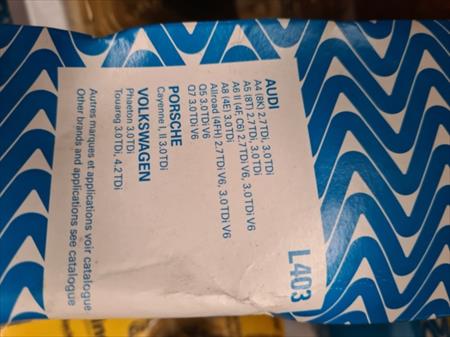 L403
AUDI
A4 (8K) 2.7TDi, 3.0TDi
A5 (8T) 2.7TDi, 3.0TDi
A6 II (4F, C6) 2.7TDi V6, 3.0TDi V6
A8 (4E) 3.0TDi
Allroad (4FH) 2.7TDi V6, 3.0TDi V6
Q5 3.0TDi V6
Q7 3.0TDi V6
PORSCHE
Cayenne I, II 3.0TDi
VOLKSWAGEN
Phaeton 3.0TDi
Touareg 3.0TDi, 4.2TDi
Autres marques et applications voir catalogue
Other brands and applications see catalogue